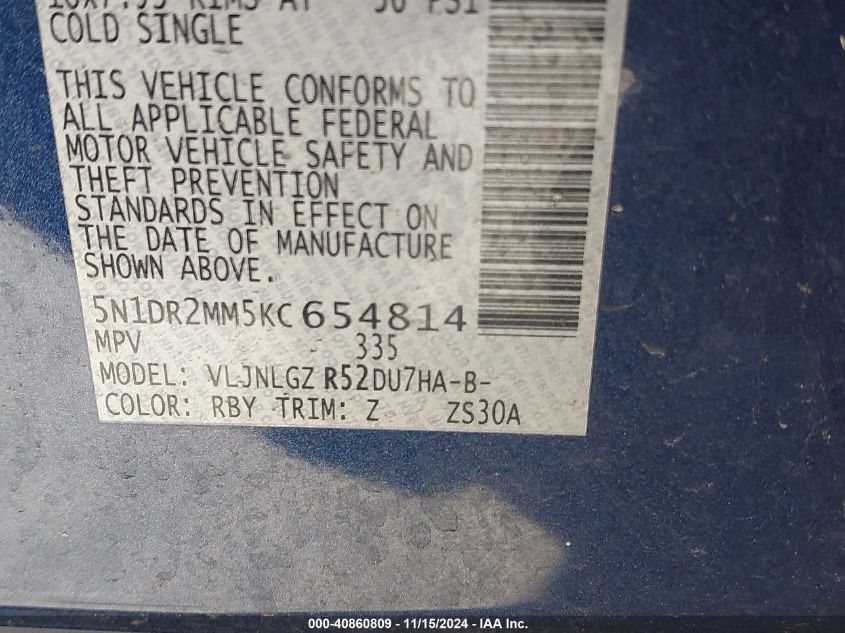 COLD SINGLE
THIS VEHICLE CONFORMS TO
ALL APPLICABLE FEDERAL
MOTOR VEHICLE SAFETY AND
THEFT PREVENTION
STANDARDS IN EFFECT ON
THE DATE OF MANUFACTURE
SHOWN ABOVE.
5N1DR2MM5KC654814
MPV 335
MODEL: VLJNLGZ R52DU7HA-B-
COLOR: RBY TRIM: Z ZS30A
000-40860809 - 11/15/2024 - IAA Inc.